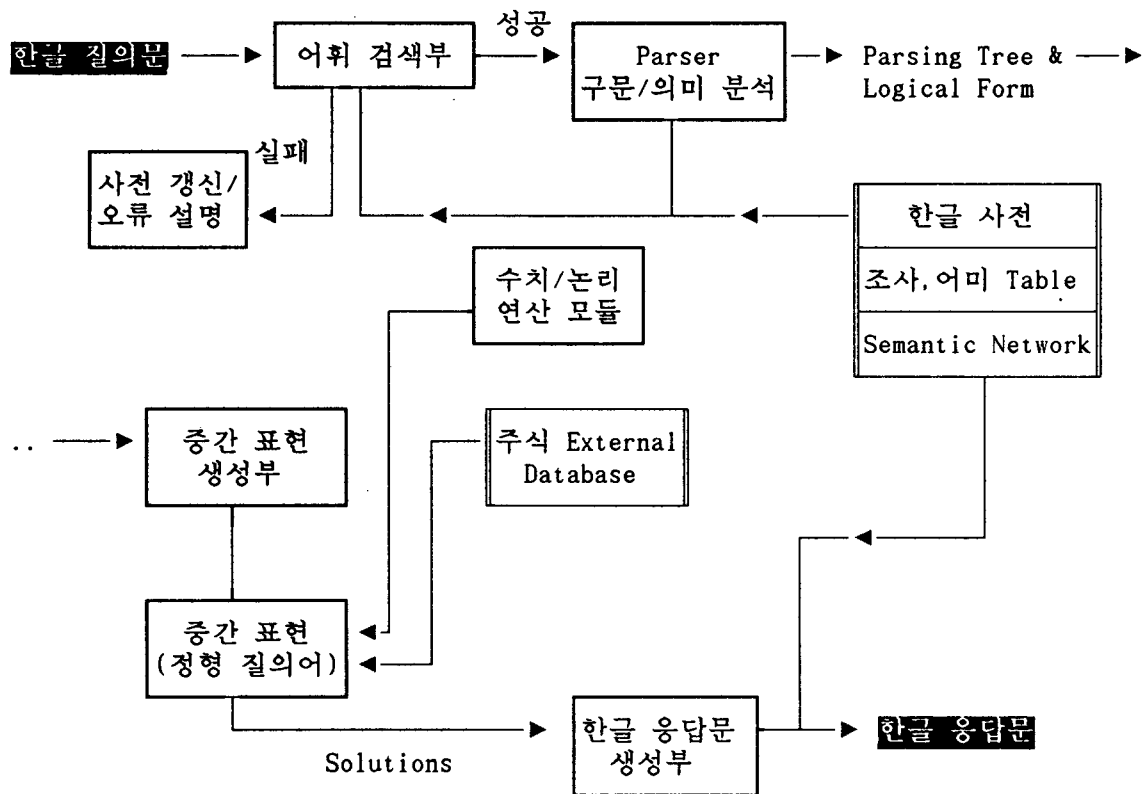 성공
한글 질의문
어휘 검색부
Parser
구문/의미 분석
Parsing Tree &
Logical Form
실패
사전 갱신/
오류 설명
한글 사전
조사,어미 Table
Semantic Network
수치/논리
연산 모듈
..
중간 표현
생성부
주식 External
Database
중간 표현
(정형 질의어)
Solutions
한글 응답문
생성부
한글 응답문